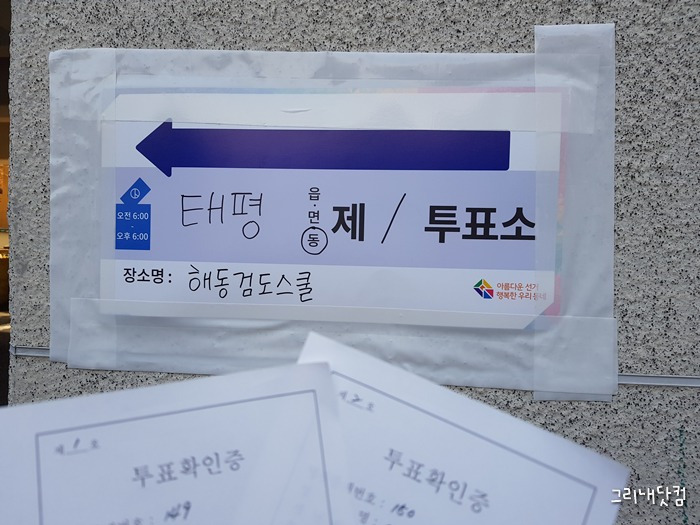 태평 읍·면·동 제 1 투표소
오전 6:00
-
오후 6:00
장소명: 해동검도스쿨
아름다운 선거
행복한 우리
제 1 호
투표확인증
149
제 2 호
투표확인증
번호: 150
명:
그리내닷컴